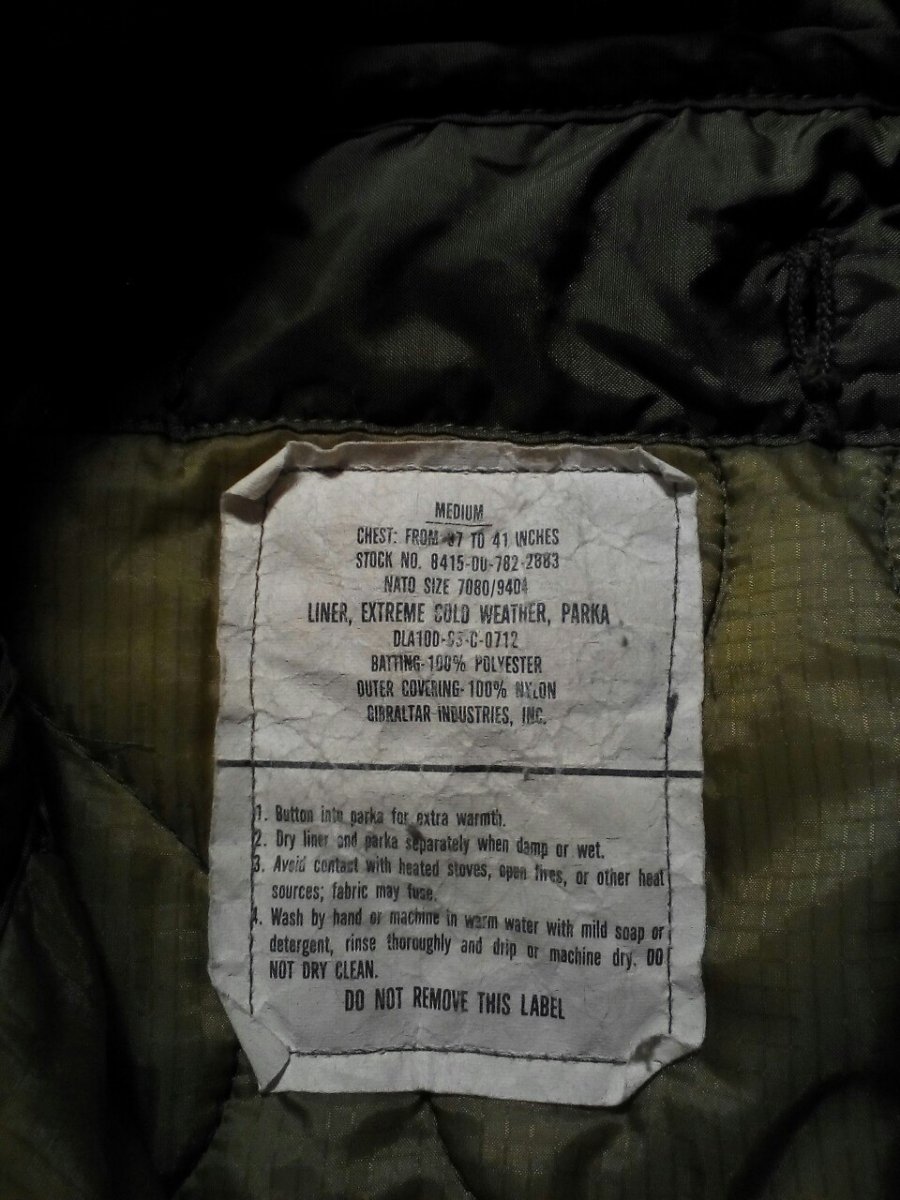 MEDIUM
CHEST: FROM 37 TO 41 INCHES
STOCK NO. 8415-00-782-2883
NATO SIZE 7080/9404
LINER, EXTREME COLD WEATHER, PARKA
DLA100-93-C-0712
BATTING-100% POLYESTER
OUTER COVERING-100% NYLON
GIBRALTAR INDUSTRIES, INC.
1. Button into parka for extra warmth.
2. Dry liner and parka separately when damp or wet.
3. Avoid contact with heated stoves, open fires, or other heat
sources; fabric may fuse.
4. Wash by hand or machine in warm water with mild soap or
detergent, rinse thoroughly and drip or machine dry. DO
NOT DRY CLEAN.
DO NOT REMOVE THIS LABEL